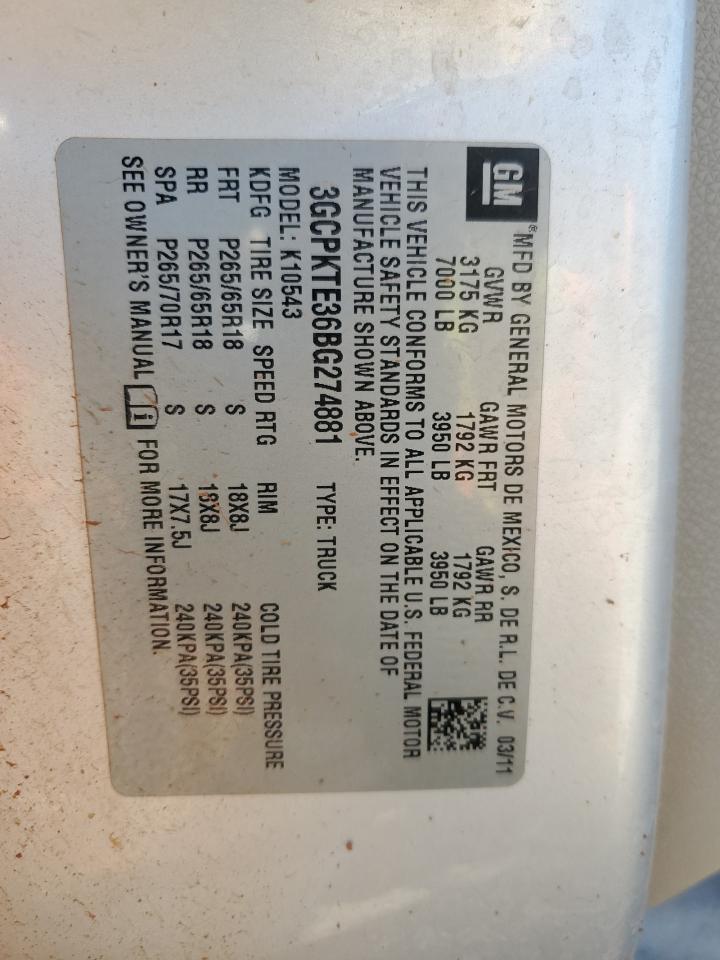 GM
® MFD BY GENERAL MOTORS DE MEXICO, S. DE R.L. DE C.V. 03/11
GVWR GAWR FRT GAWR RR
3175 KG 1792 KG 1792 KG
7000 LB 3950 LB 3950 LB
THIS VEHICLE CONFORMS TO ALL APPLICABLE U.S. FEDERAL MOTOR
VEHICLE SAFETY STANDARDS IN EFFECT ON THE DATE OF
MANUFACTURE SHOWN ABOVE.
3GCPKTE36BG274881 TYPE: TRUCK
MODEL: K10543
KDFG TIRE SIZE SPEED RTG RIM COLD TIRE PRESSURE
FRT P265/65R18 S 18X8J 240KPA(35PSI)
RR P265/65R18 S 18X8J 240KPA(35PSI)
SPA P265/70R17 S 17X7.5J 240KPA(35PSI)
SEE OWNER'S MANUAL i FOR MORE INFORMATION.